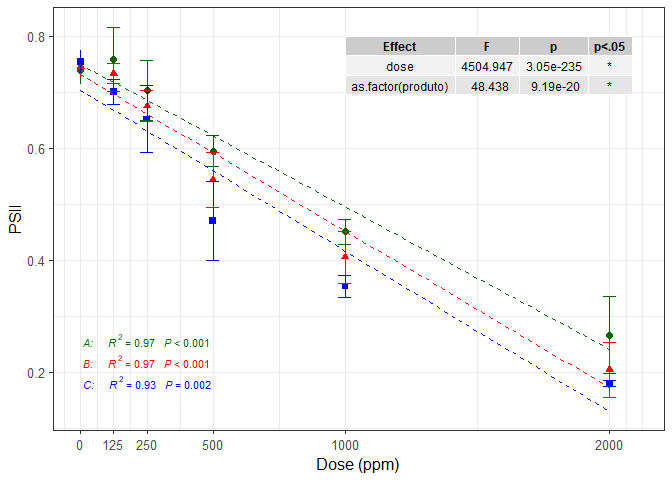 0.8
0.6
0.4
0.2
PSII
Effect F p p<.05
dose 4504.947 3.05e-235 *
as.factor(produto) 48.438 9.19e-20 *
A: R² = 0.97 P < 0.001
B: R² = 0.97 P < 0.001
C: R² = 0.93 P = 0.002
0 125 250 500 1000 2000
Dose (ppm)